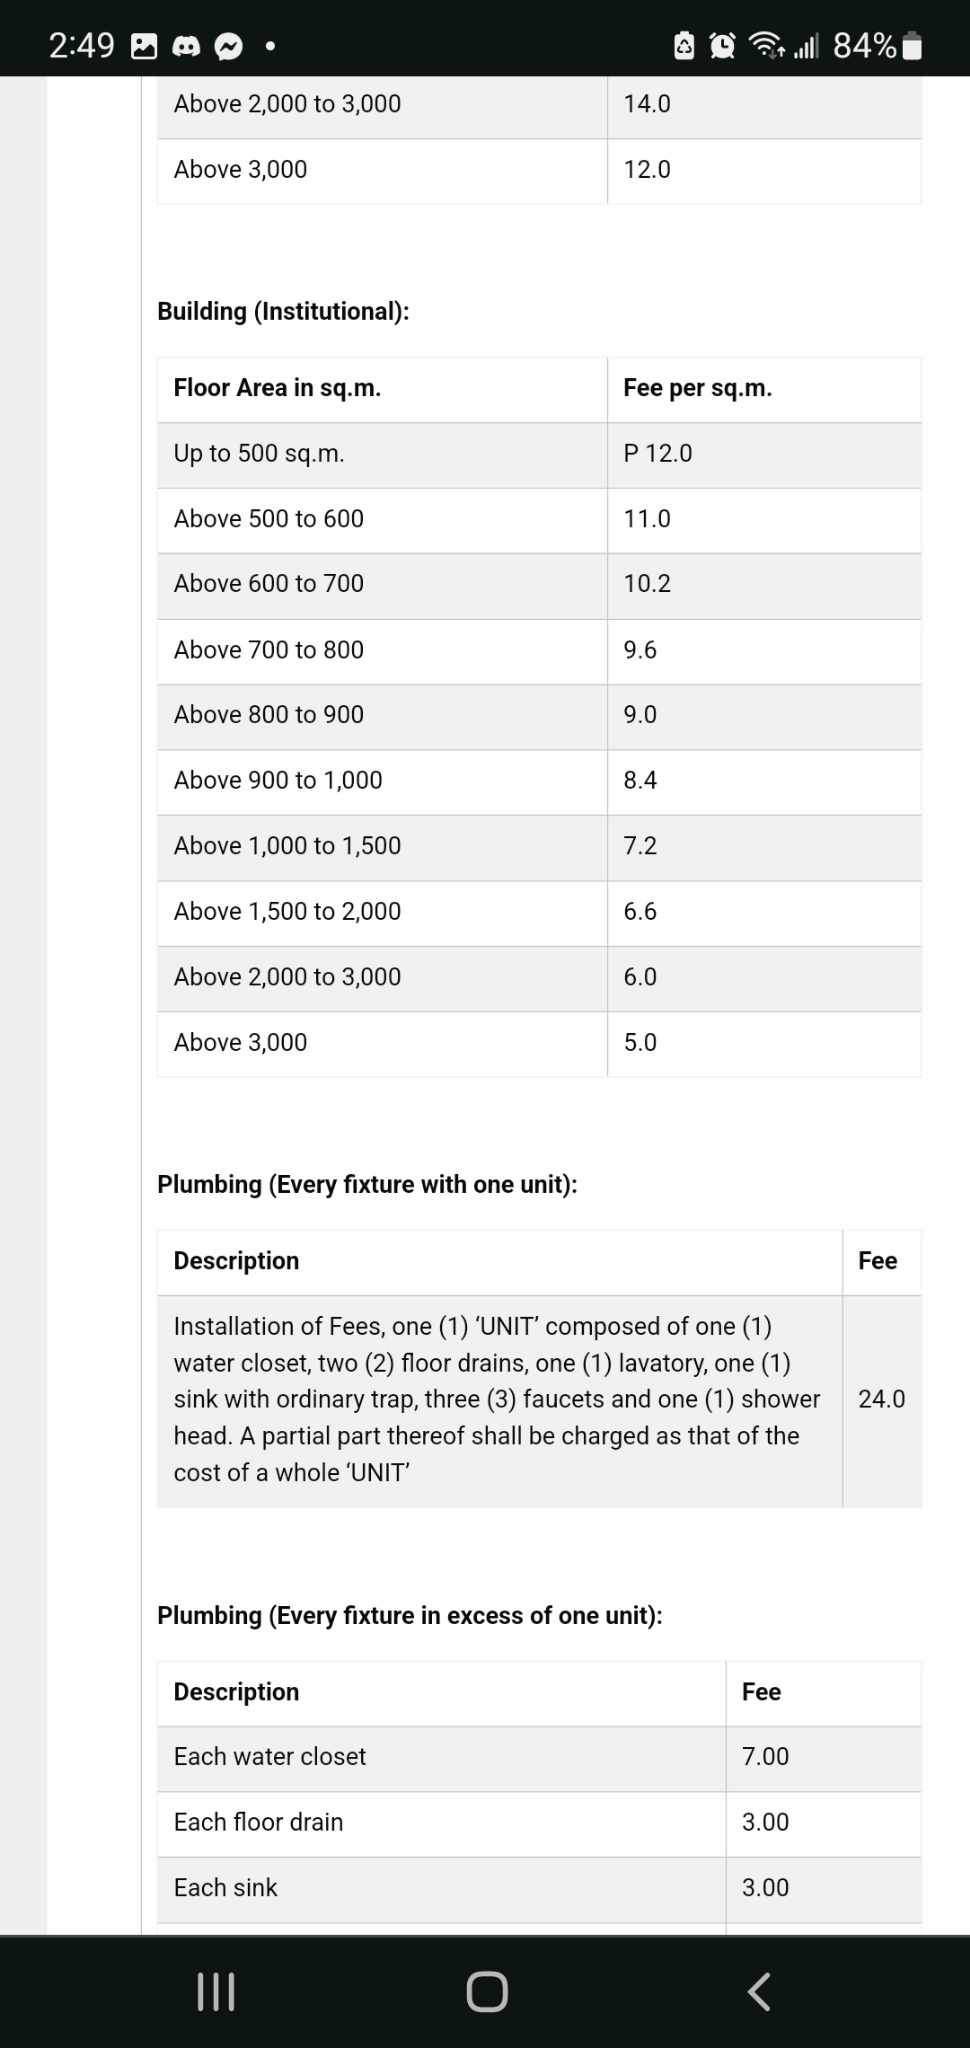 2:49 84%
Above 2,000 to 3,000 14.0
Above 3,000 12.0
Building (Institutional):
Floor Area in sq.m. Fee per sq.m.
Up to 500 sq.m. P 12.0
Above 500 to 600 11.0
Above 600 to 700 10.2
Above 700 to 800 9.6
Above 800 to 900 9.0
Above 900 to 1,000 8.4
Above 1,000 to 1,500 7.2
Above 1,500 to 2,000 6.6
Above 2,000 to 3,000 6.0
Above 3,000 5.0
Plumbing (Every fixture with one unit):
Description Fee
Installation of Fees, one (1) ‘UNIT’ composed of one (1)
water closet, two (2) floor drains, one (1) lavatory, one (1)
sink with ordinary trap, three (3) faucets and one (1) shower 24.0
head. A partial part thereof shall be charged as that of the
cost of a whole ‘UNIT’
Plumbing (Every fixture in excess of one unit):
Description Fee
Each water closet 7.00
Each floor drain 3.00
Each sink 3.00